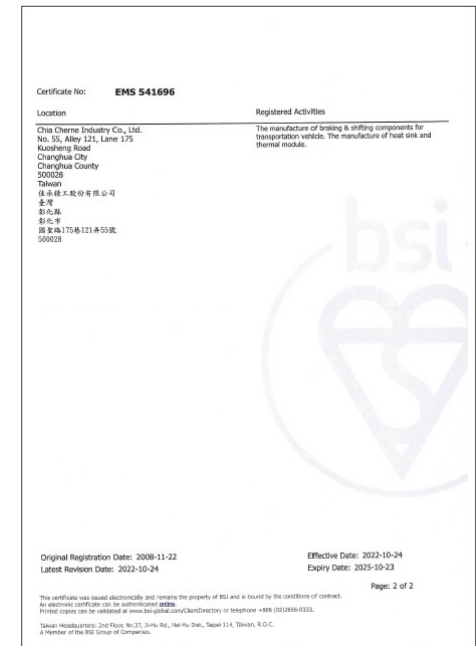 Certificate No: EMS 541696
Location Registered Activities
Chia Cherne Industry Co., Ltd.
No. 55, Alley 121, Lane 175
Kuosheng Road
Changhua City
Changhua County
500028
Taiwan
佳承精工股份有限公司
臺灣
彰化縣
彰化市
國聖路175巷121弄55號
500028
The manufacture of braking & shifting components for
transportation vehicle. The manufacture of heat sink and
thermal module.
bsi
Original Registration Date: 2008-11-22
Latest Revision Date: 2022-10-24
Effective Date: 2022-10-24
Expiry Date: 2025-10-23
Page: 2 of 2
This certificate was issued electronically and remains the property of BSI and is bound by the conditions of contract.
An electronic certificate can be authenticated online.
Printed copies can be validated at www.bsi-global.com/ClientDirectory or telephone +886 (02)2656-0333.
Taiwan Headquarters: 2nd Floor, No.37, Ji-Hu Rd., Nei-Hu Dist., Taipei 114, Taiwan, R.O.C.
A Member of the BSI Group of Companies.